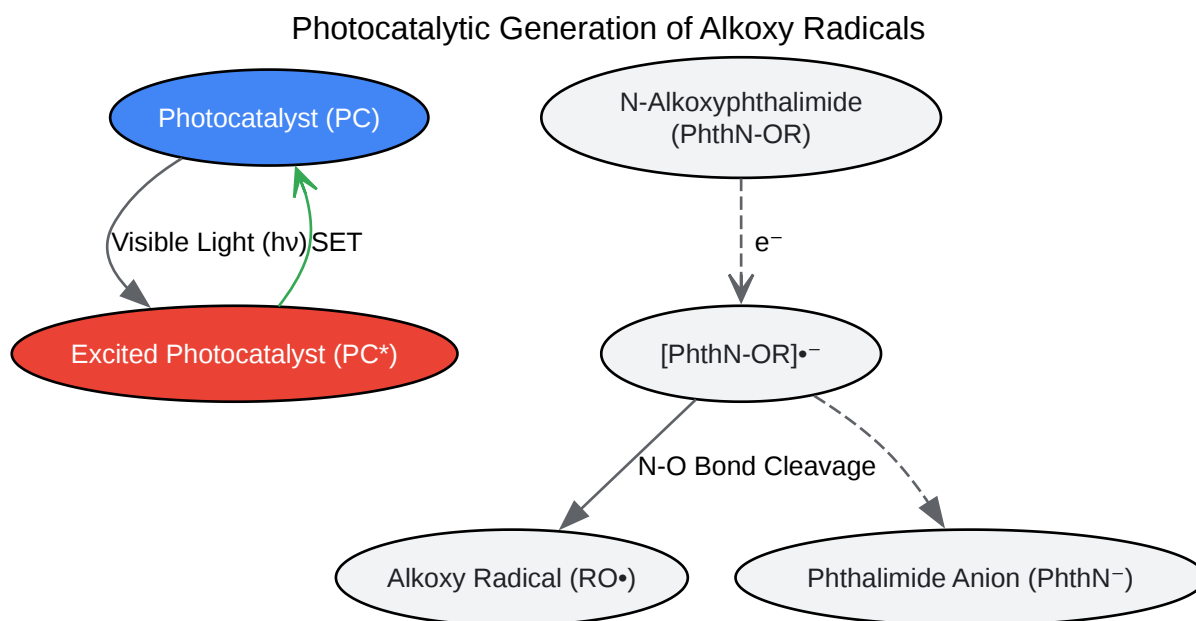 Photocatalytic Generation of Alkoxy Radicals
Photocatalyst (PC)
N-Alkoxyphthalimide
(PhthN-OR)
Visible Light (hν)
SET
e⁻
Excited Photocatalyst (PC*)
[PhthN-OR]•⁻
N-O Bond Cleavage
Alkoxy Radical (RO•)
Phthalimide Anion (PhthN⁻)